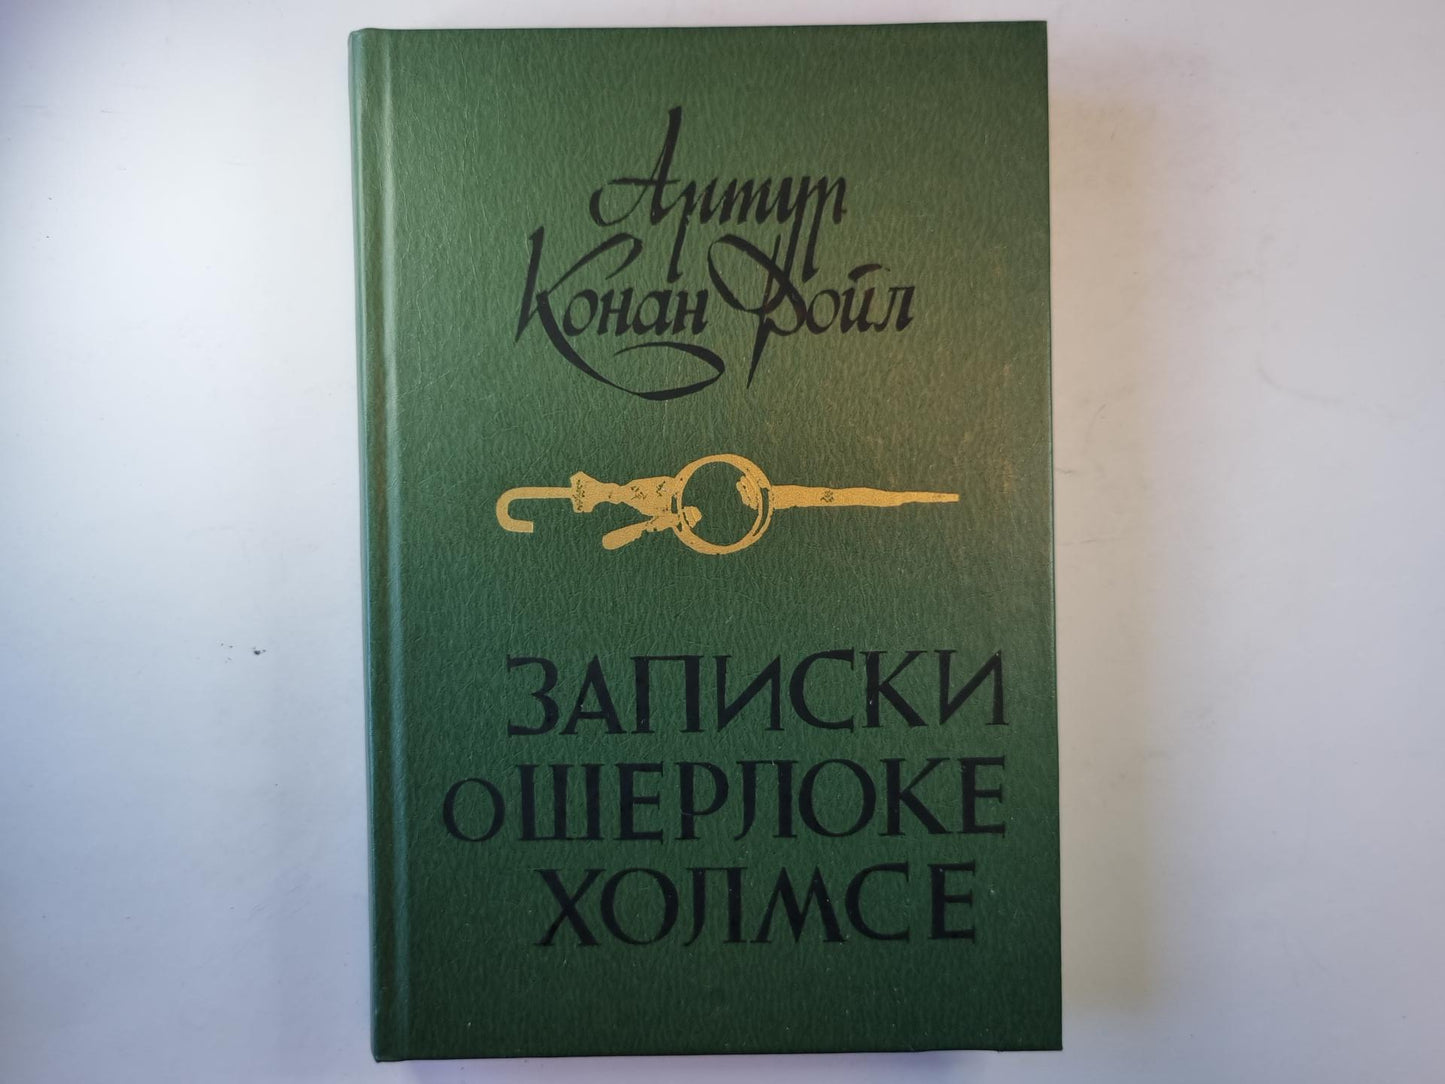 Артур
Конан Дойл
ЗАПИСКИ
О ШЕРЛОКЕ
ХОЛМСЕ